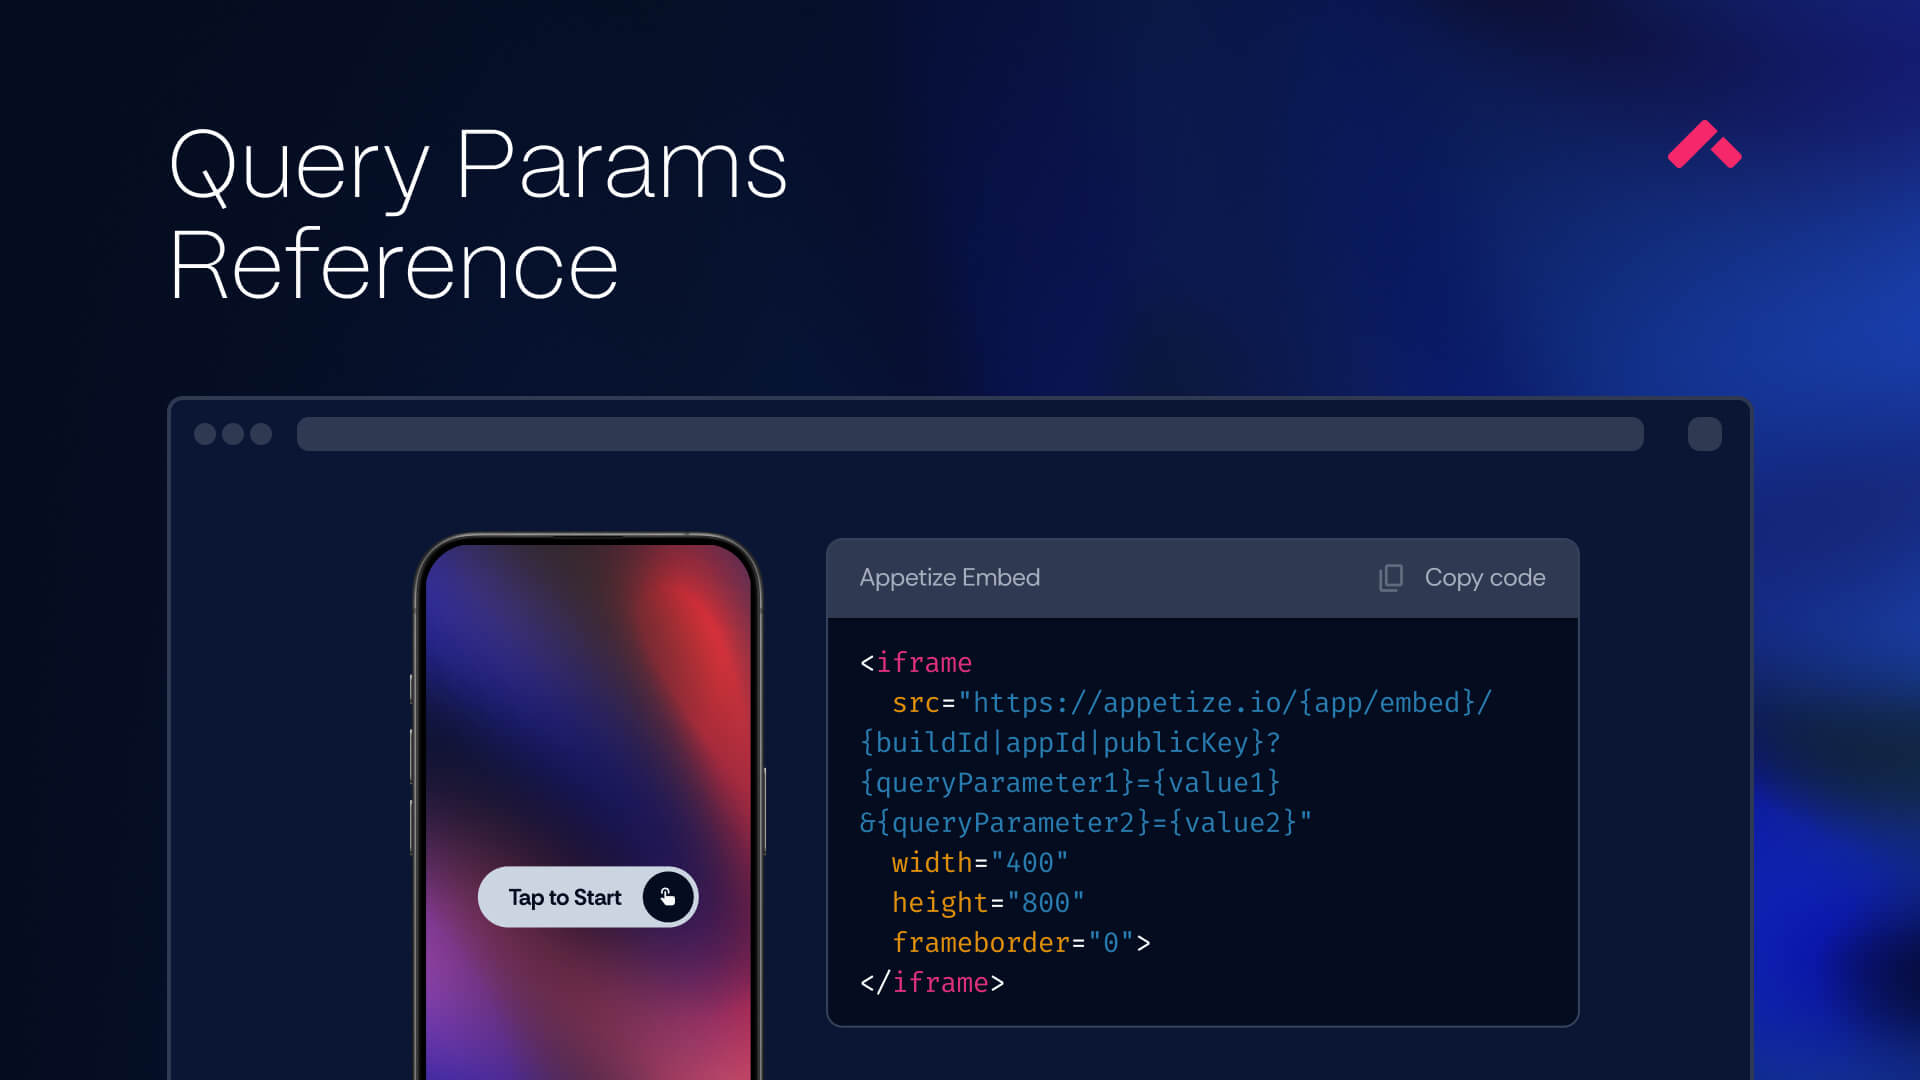 Query Params
Reference
Appetize Embed
Copy code
<iframe
src="https://appetize.io/{app/embed}/
{buildId|appId|publicKey}?
{queryParameter1}={value1}
&{queryParameter2}={value2}"
width="400"
height="800"
frameborder="0">
</iframe>
Tap to Start